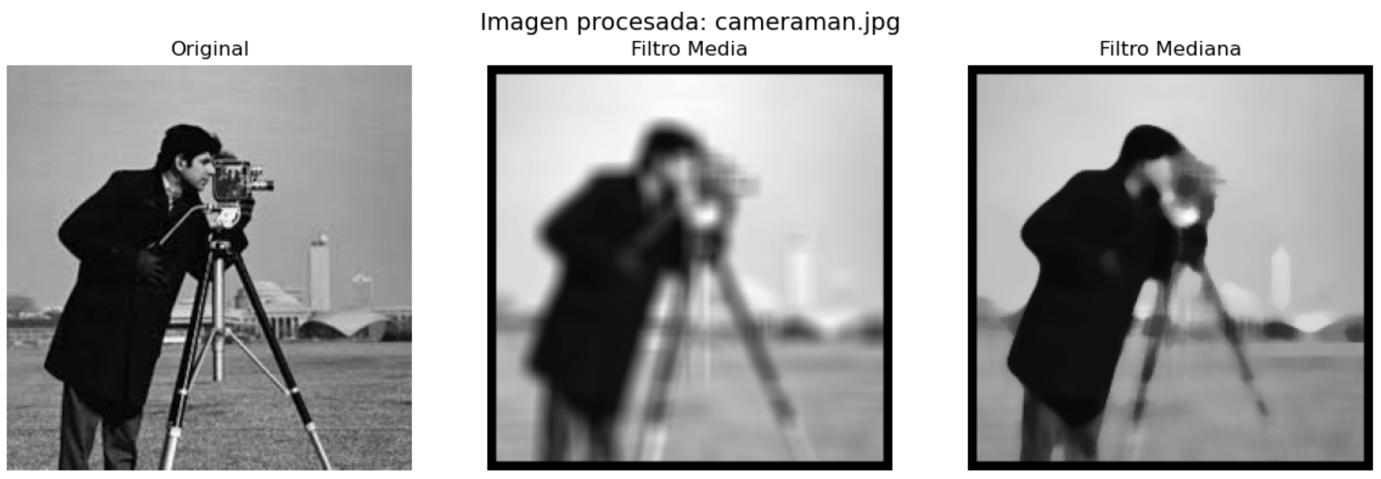 Imagen procesada: cameraman.jpg
Original
Filtro Media
Filtro Mediana